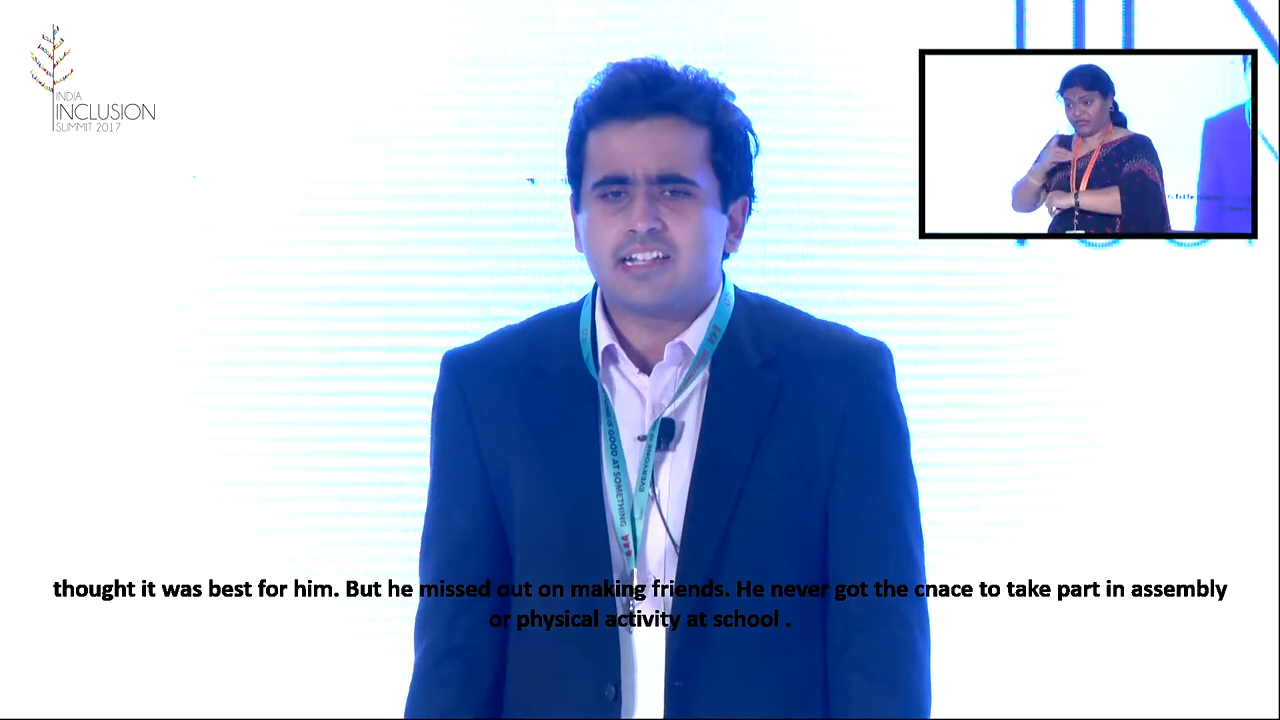 INDIA
INCLUSION
SUMMIT 2017
GOOD AT SOMETHING
EVERYONE
thought it was best for him. But he missed out on making friends. He never got the cnace to take part in assembly
or physical activity at school .